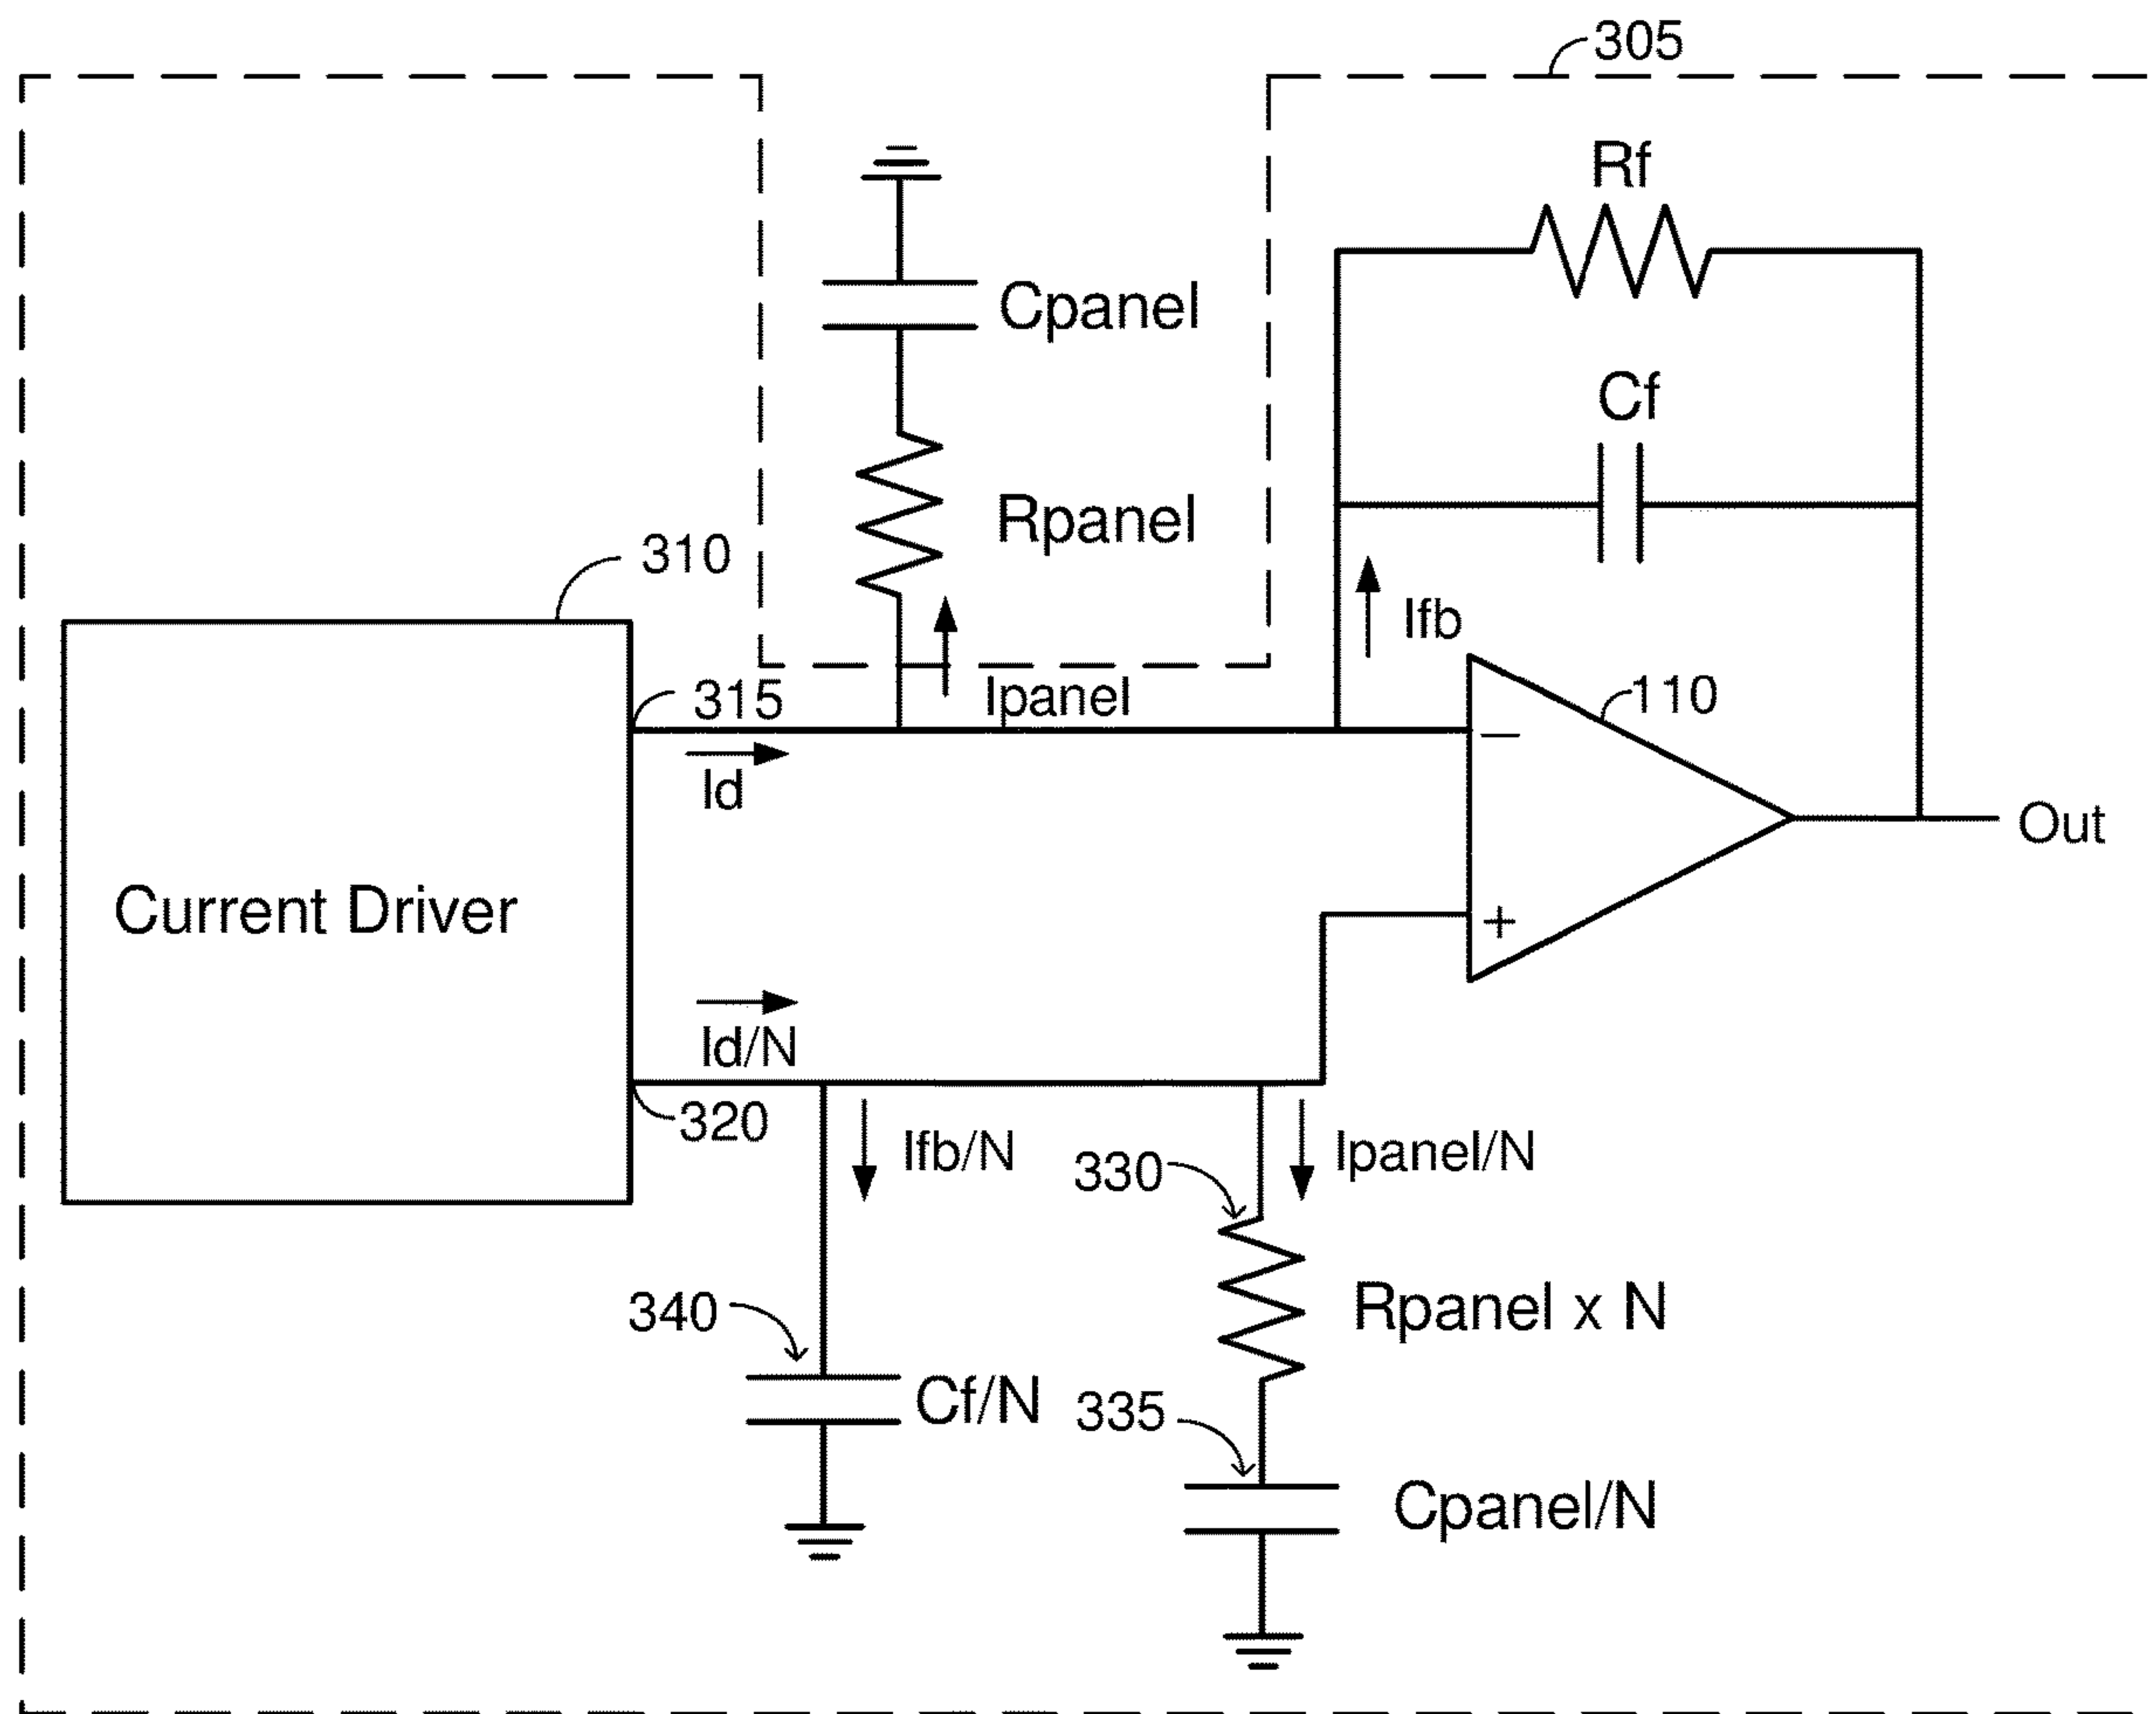 305
Rf
Cpanel
Cf
Rpanel
310
Ifb
315
Ipanel
110
−
Id
Out
Current Driver
+
Id/N
320
Ifb/N
330
Ipanel/N
340
Rpanel x N
Cf/N
335
Cpanel/N